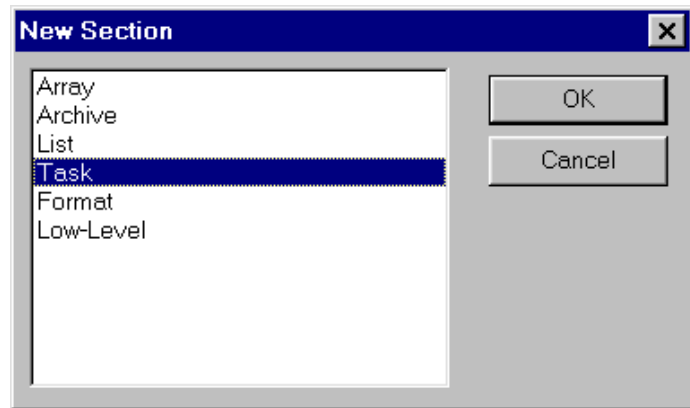 New Section
Array
Archive
List
Task
Format
Low-Level
OK
Cancel